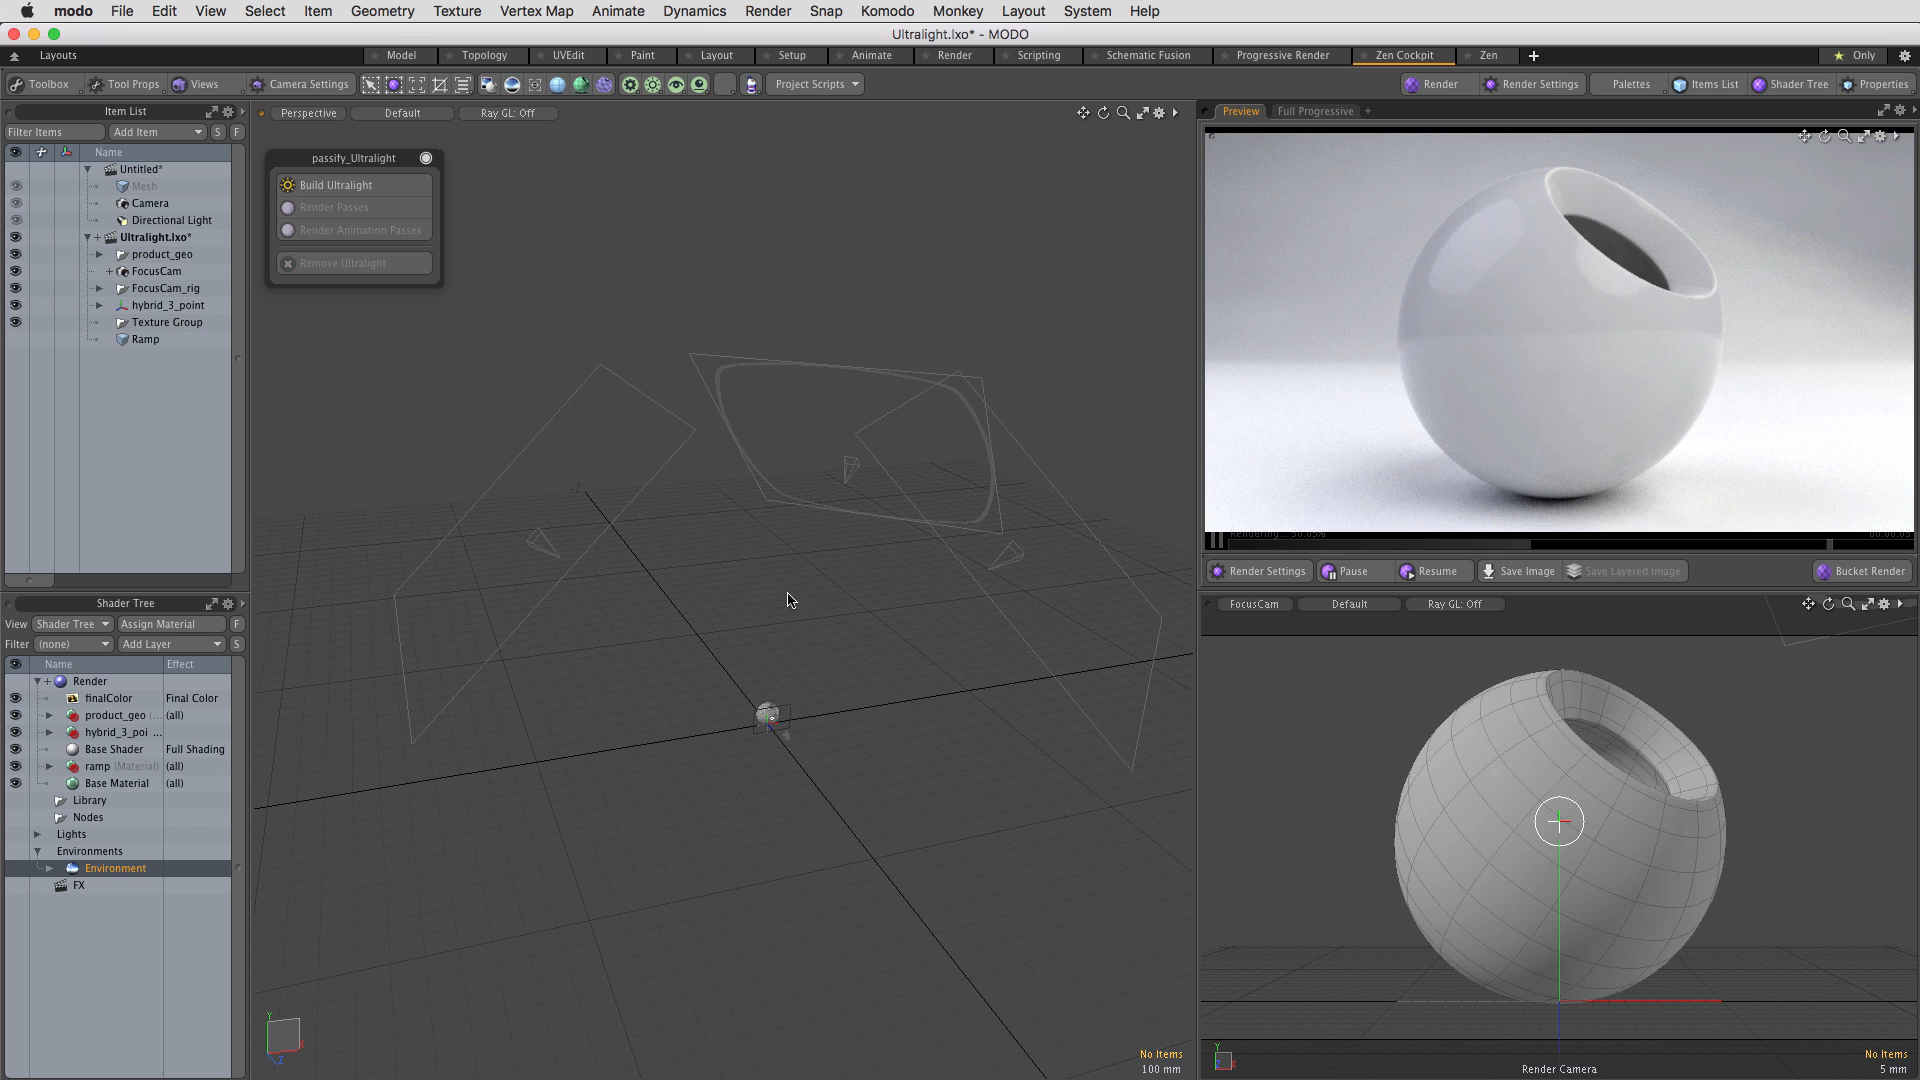 modo File Edit View Select Item Geometry Texture Vertex Map Animate Dynamics Render Snap Komodo Monkey Layout System Help
Ultralight.lxo* - MODO
Layouts Model Topology UVEdit Paint Layout Setup Animate Render Scripting Schematic Fusion Progressive Render Zen Cockpit Zen + Only
Toolbox Tool Props Views Camera Settings Project Scripts Render Render Settings Palettes Items List Shader Tree Properties
Item List
Filter Items Add Item S F
Name
Untitled*
Mesh
Camera
Directional Light
Ultralight.lxo*
product_geo
FocusCam
FocusCam_rig
hybrid_3_point
Texture Group
Ramp
Shader Tree
View Shader Tree Assign Material F
Filter (none) Add Layer S
Name Effect
Render
finalColor Final Color
product_geo (... (all)
hybrid_3_poi ...
Base Shader Full Shading
ramp (Material) (all)
Base Material (all)
Library
Nodes
Lights
Environments
Environment
FX
Perspective Default Ray GL: Off
passify_Ultralight
Build Ultralight
Render Passes
Render Animation Passes
Remove Ultralight
-Z
Y
X
Z
No Items
100 mm
Preview Full Progressive +
Rendering... 50.03%
00:00:05
Render Settings Pause Resume Save Image Save Layered Image Bucket Render
FocusCam Default Ray GL: Off
Y
Z X
Render Camera
No Items
5 mm